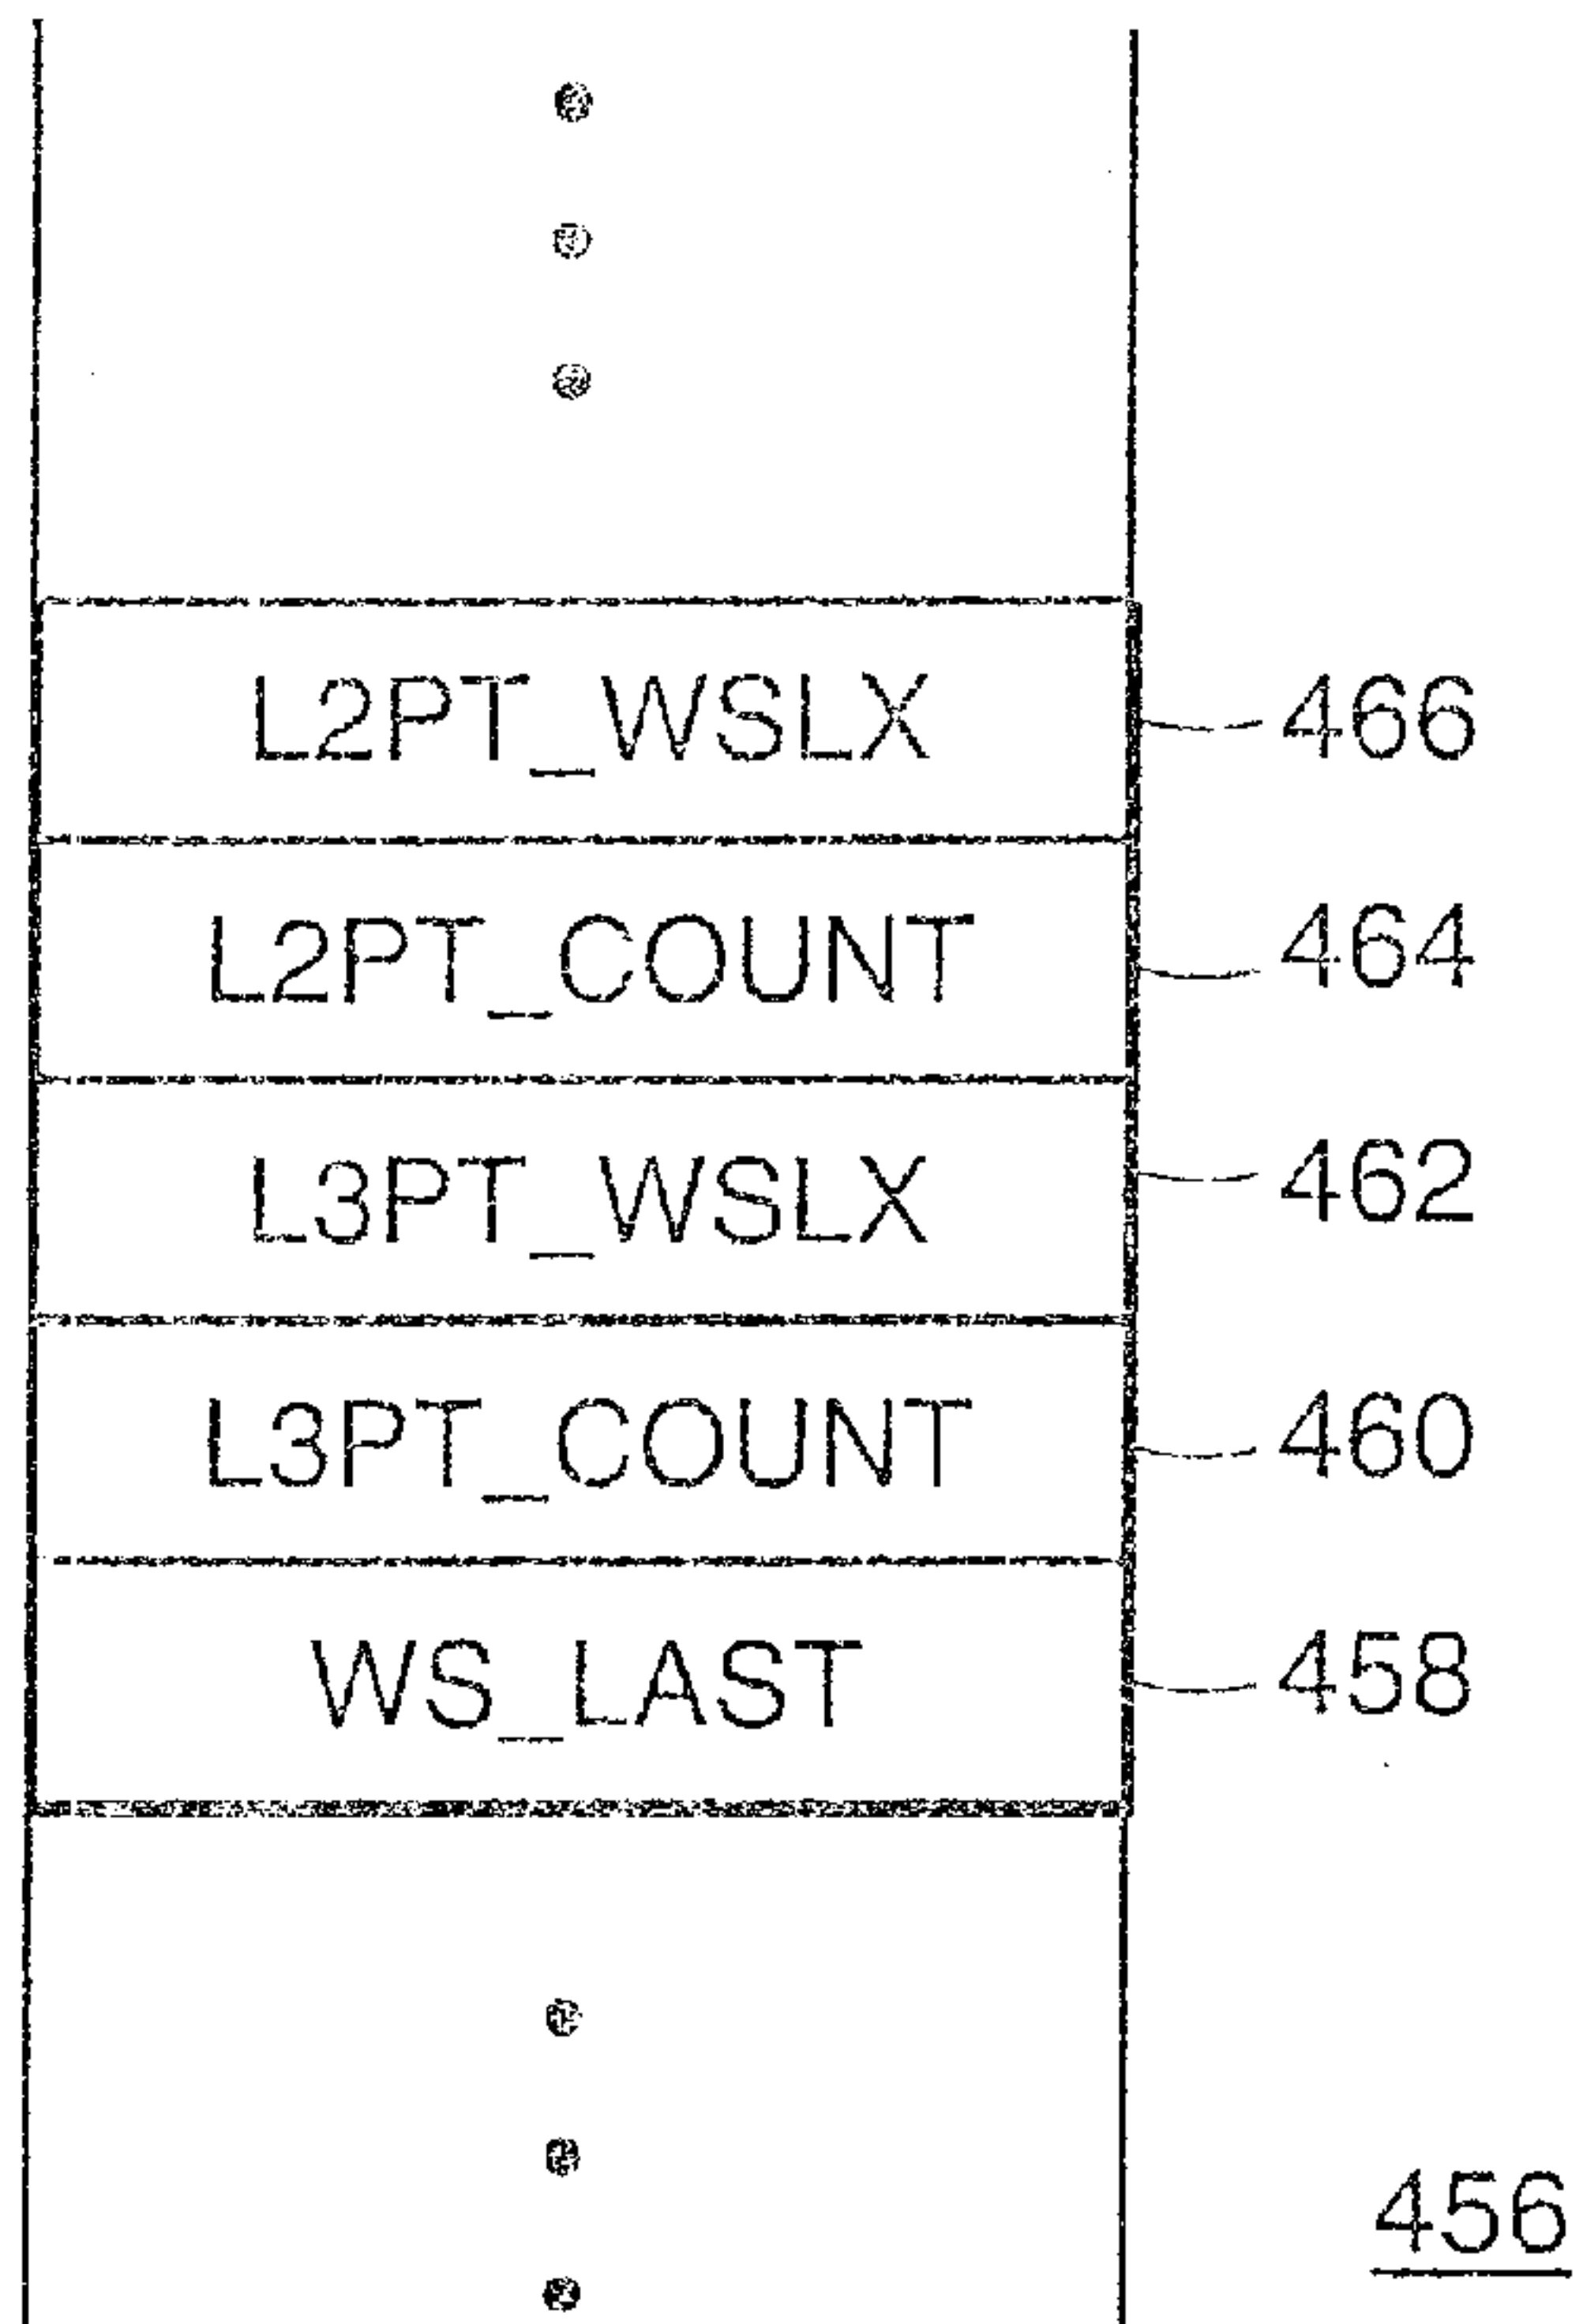 L2PT_WSLX 466
L2PT_COUNT 464
L3PT_WSLX 462
L3PT_COUNT 460
WS_LAST 458
456